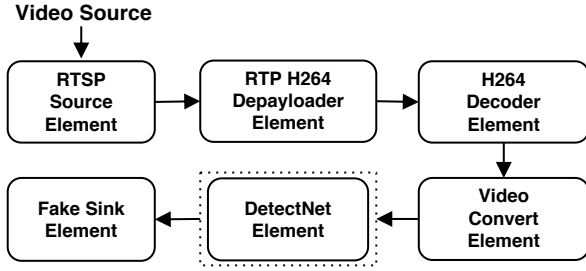 Video Source
RTSP
Source
Element
RTP H264
Depayloader
Element
H264
Decoder
Element
Fake Sink
Element
DetectNet
Element
Video
Convert
Element